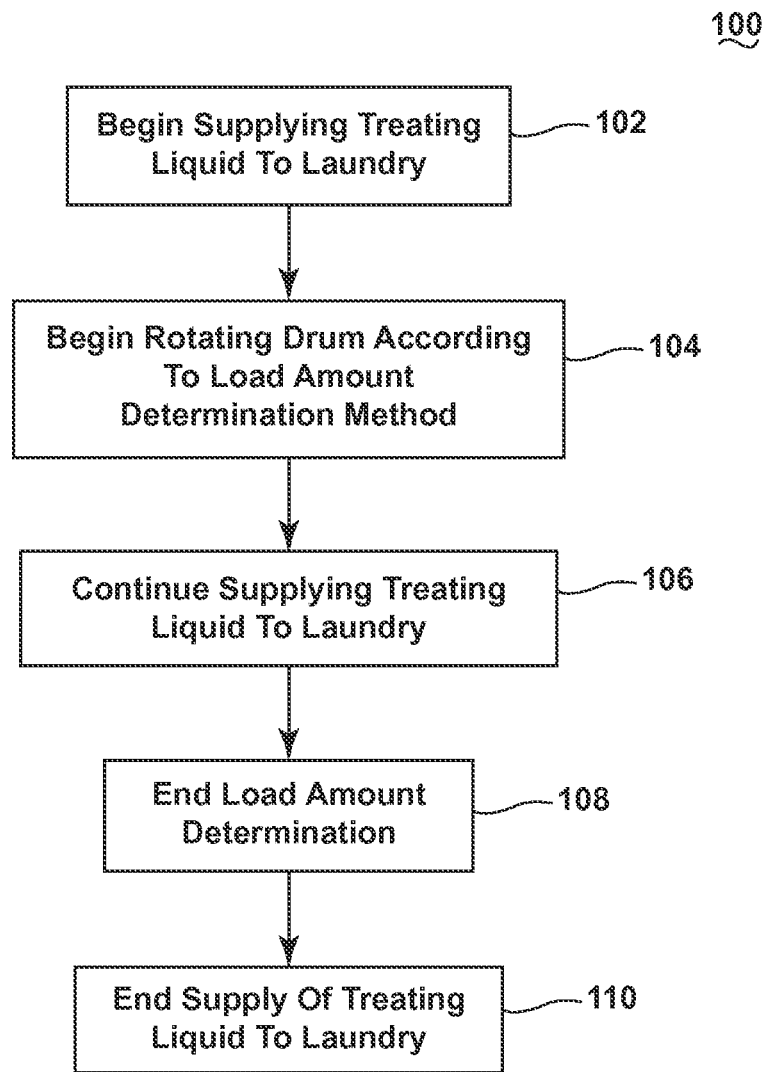 100
Begin Supplying Treating
Liquid To Laundry
102
Begin Rotating Drum According
To Load Amount
Determination Method
104
Continue Supplying Treating
Liquid To Laundry
106
End Load Amount
Determination
108
End Supply Of Treating
Liquid To Laundry
110